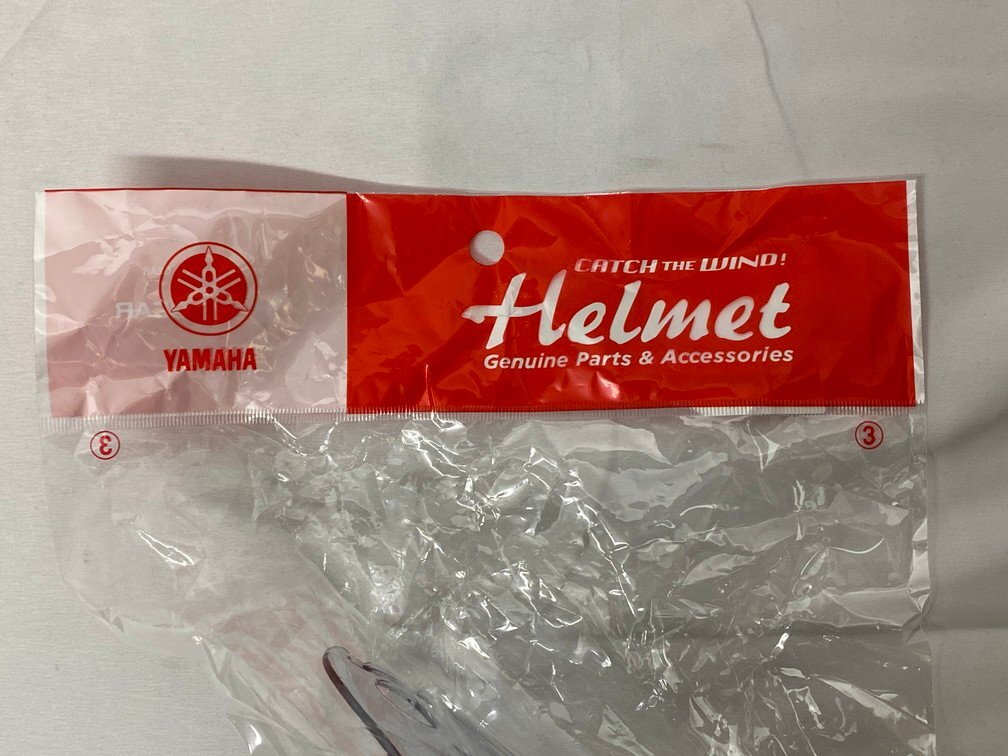 CATCH THE WIND!
Helmet
Genuine Parts & Accessories
YAMAHA
③
③